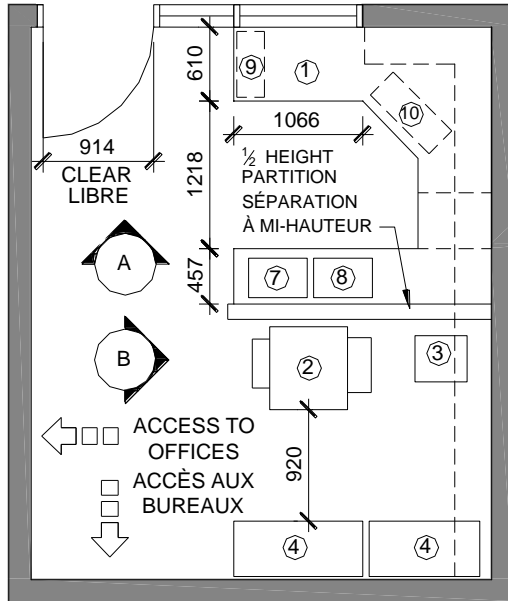 610
9
1
10
914
CLEAR
LIBRE
1066
1218
½ HEIGHT
PARTITION
SÉPARATION
À MI-HAUTEUR
A
457
7
8
B
2
3
ACCESS TO
OFFICES
ACCÈS AUX
BUREAUX
920
4
4